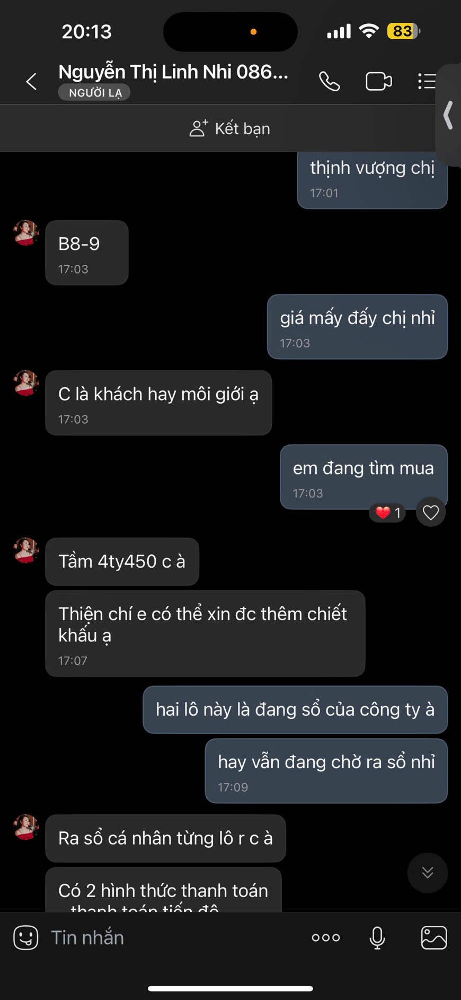 20:13
83
Nguyễn Thị Linh Nhi 086...
NGƯỜI LẠ
Kết bạn
thịnh vượng chị
17:01
B8-9
17:03
giá mấy đấy chị nhỉ
17:03
C là khách hay môi giới ạ
17:03
em đang tìm mua
17:03
1
Tầm 4ty450 c à
Thiện chí e có thể xin đc thêm chiết
khấu ạ
17:07
hai lô này là đang sổ của công ty à
hay vẫn đang chờ ra sổ nhỉ
17:09
Ra sổ cá nhân từng lô r c à
Có 2 hình thức thanh toán
thanh toán tiến độ
Tin nhắn